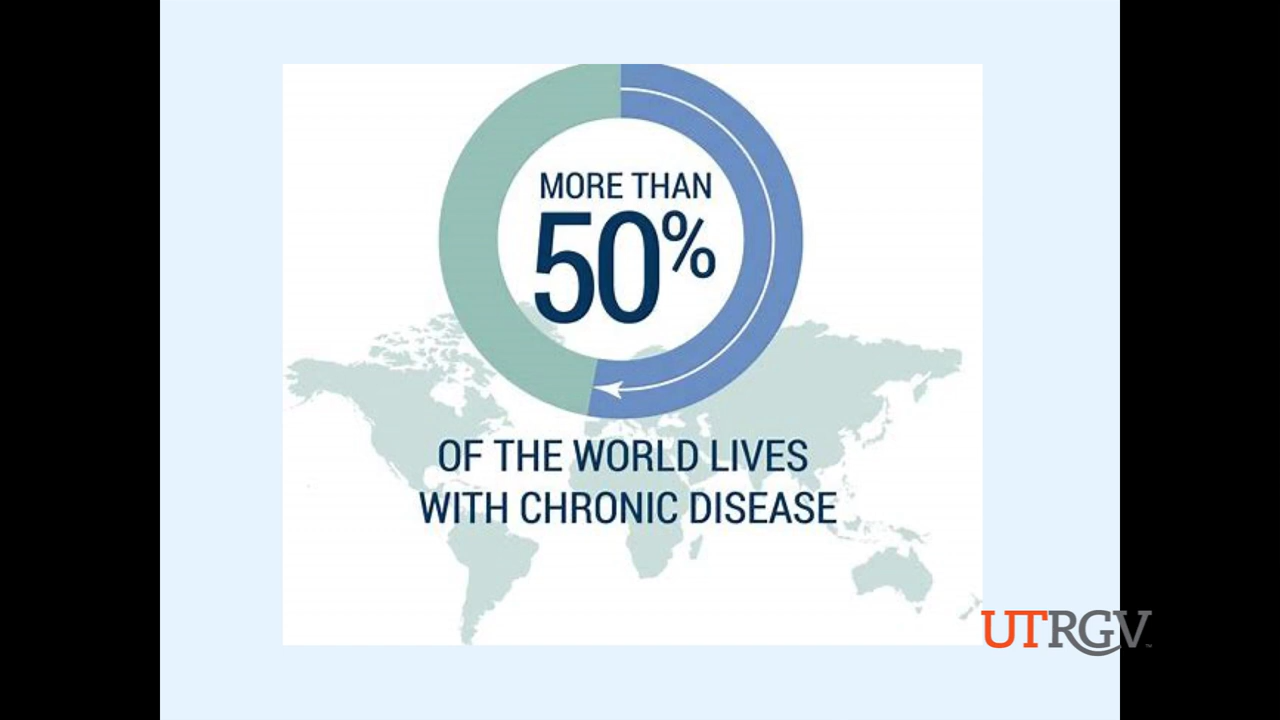 MORE THAN
50%
OF THE WORLD LIVES
WITH CHRONIC DISEASE
UTRGV